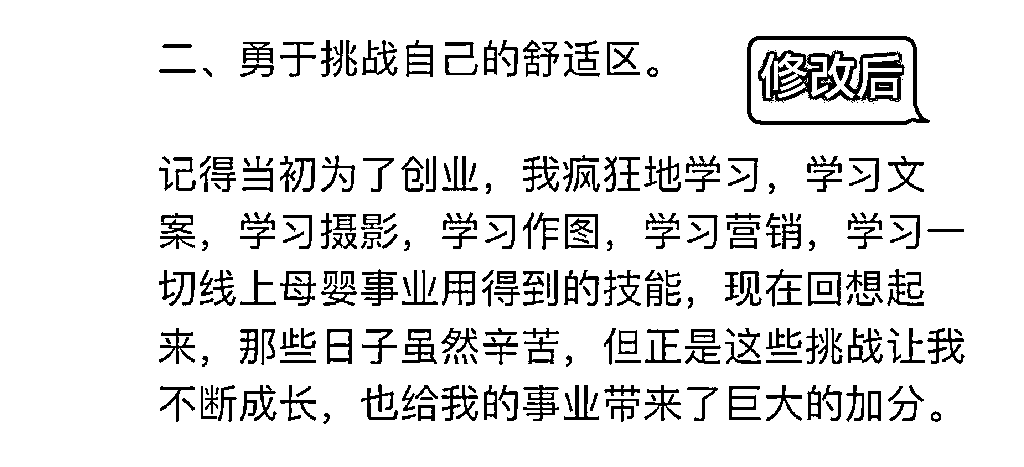 二、勇于挑战自己的舒适区。
修改后
记得当初为了创业，我疯狂地学习，学习文
案，学习摄影，学习作图，学习营销，学习一
切线上母婴事业用得到的技能，现在回想起
来，那些日子虽然辛苦，但正是这些挑战让我
不断成长，也给我的事业带来了巨大的加分。